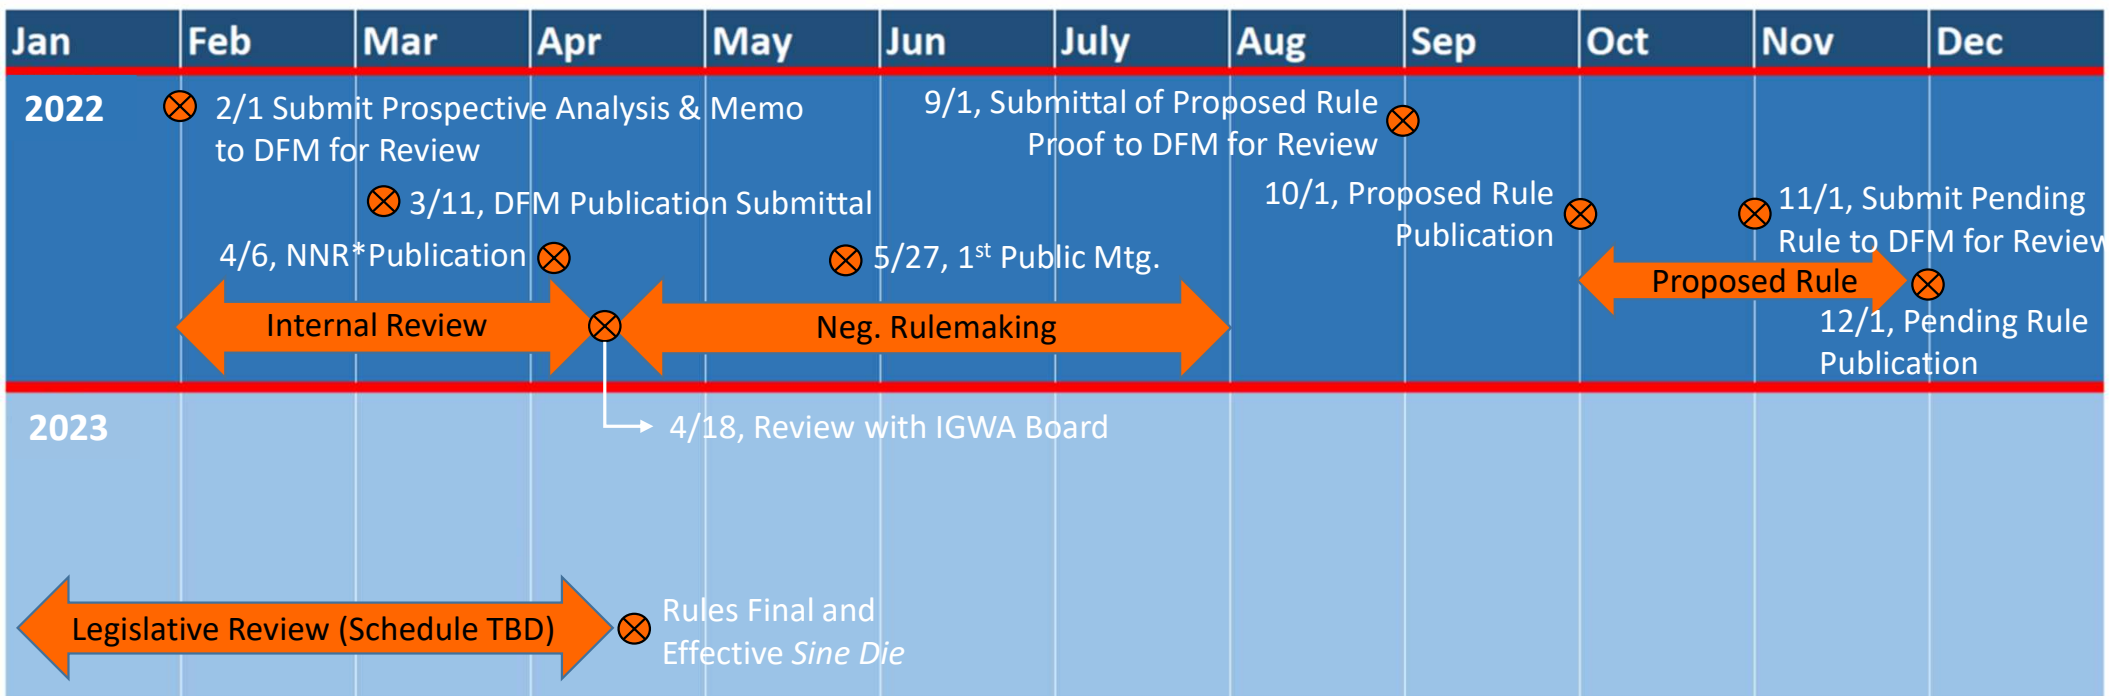 Jan Feb Mar Apr May Jun July Aug Sep Oct Nov Dec
2022
2/1 Submit Prospective Analysis & Memo
to DFM for Review
9/1, Submittal of Proposed Rule
Proof to DFM for Review
3/11, DFM Publication Submittal
10/1, Proposed Rule
Publication
11/1, Submit Pending
Rule to DFM for Review
4/6, NNR*Publication
5/27, 1st Public Mtg.
Proposed Rule
Internal Review
Neg. Rulemaking
12/1, Pending Rule
Publication
2023
4/18, Review with IGWA Board
Legislative Review (Schedule TBD)
Rules Final and
Effective Sine Die